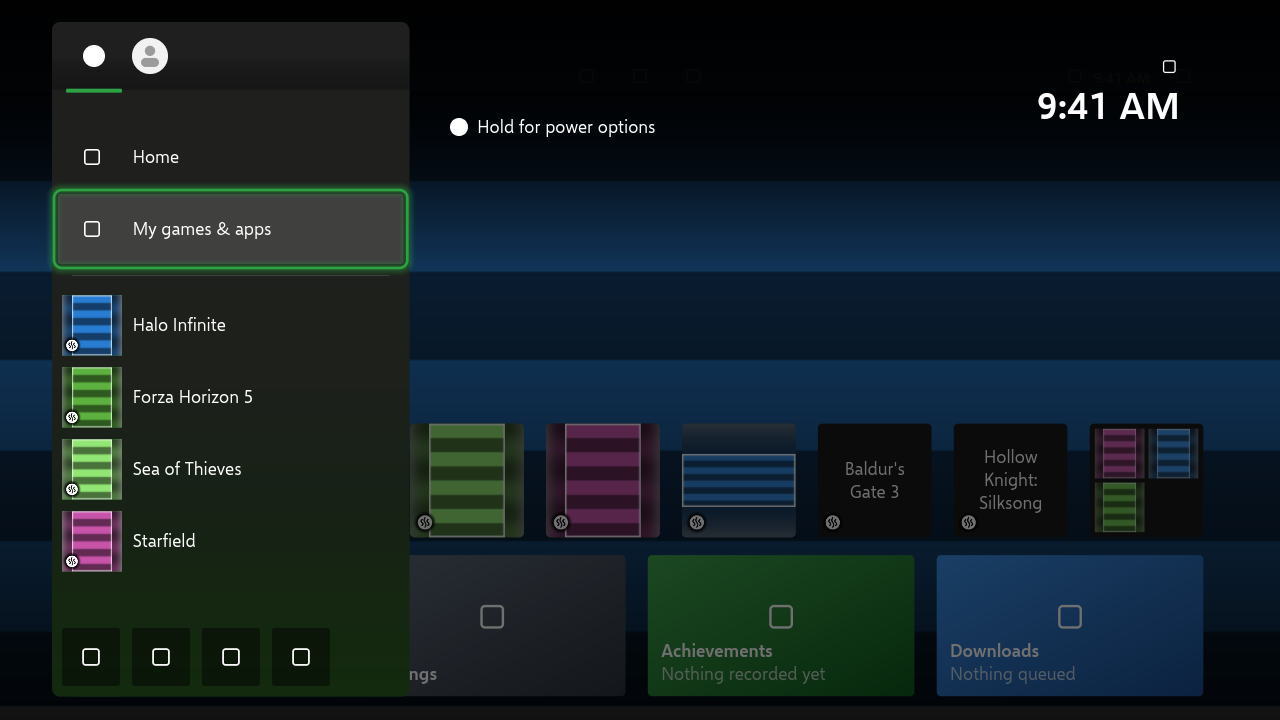 9:41 AM
Hold for power options
Home
My games & apps
Halo Infinite
Forza Horizon 5
Sea of Thieves
Starfield
Baldur's
Gate 3
Hollow
Knight:
Silksong
ngs
Achievements
Nothing recorded yet
Downloads
Nothing queued